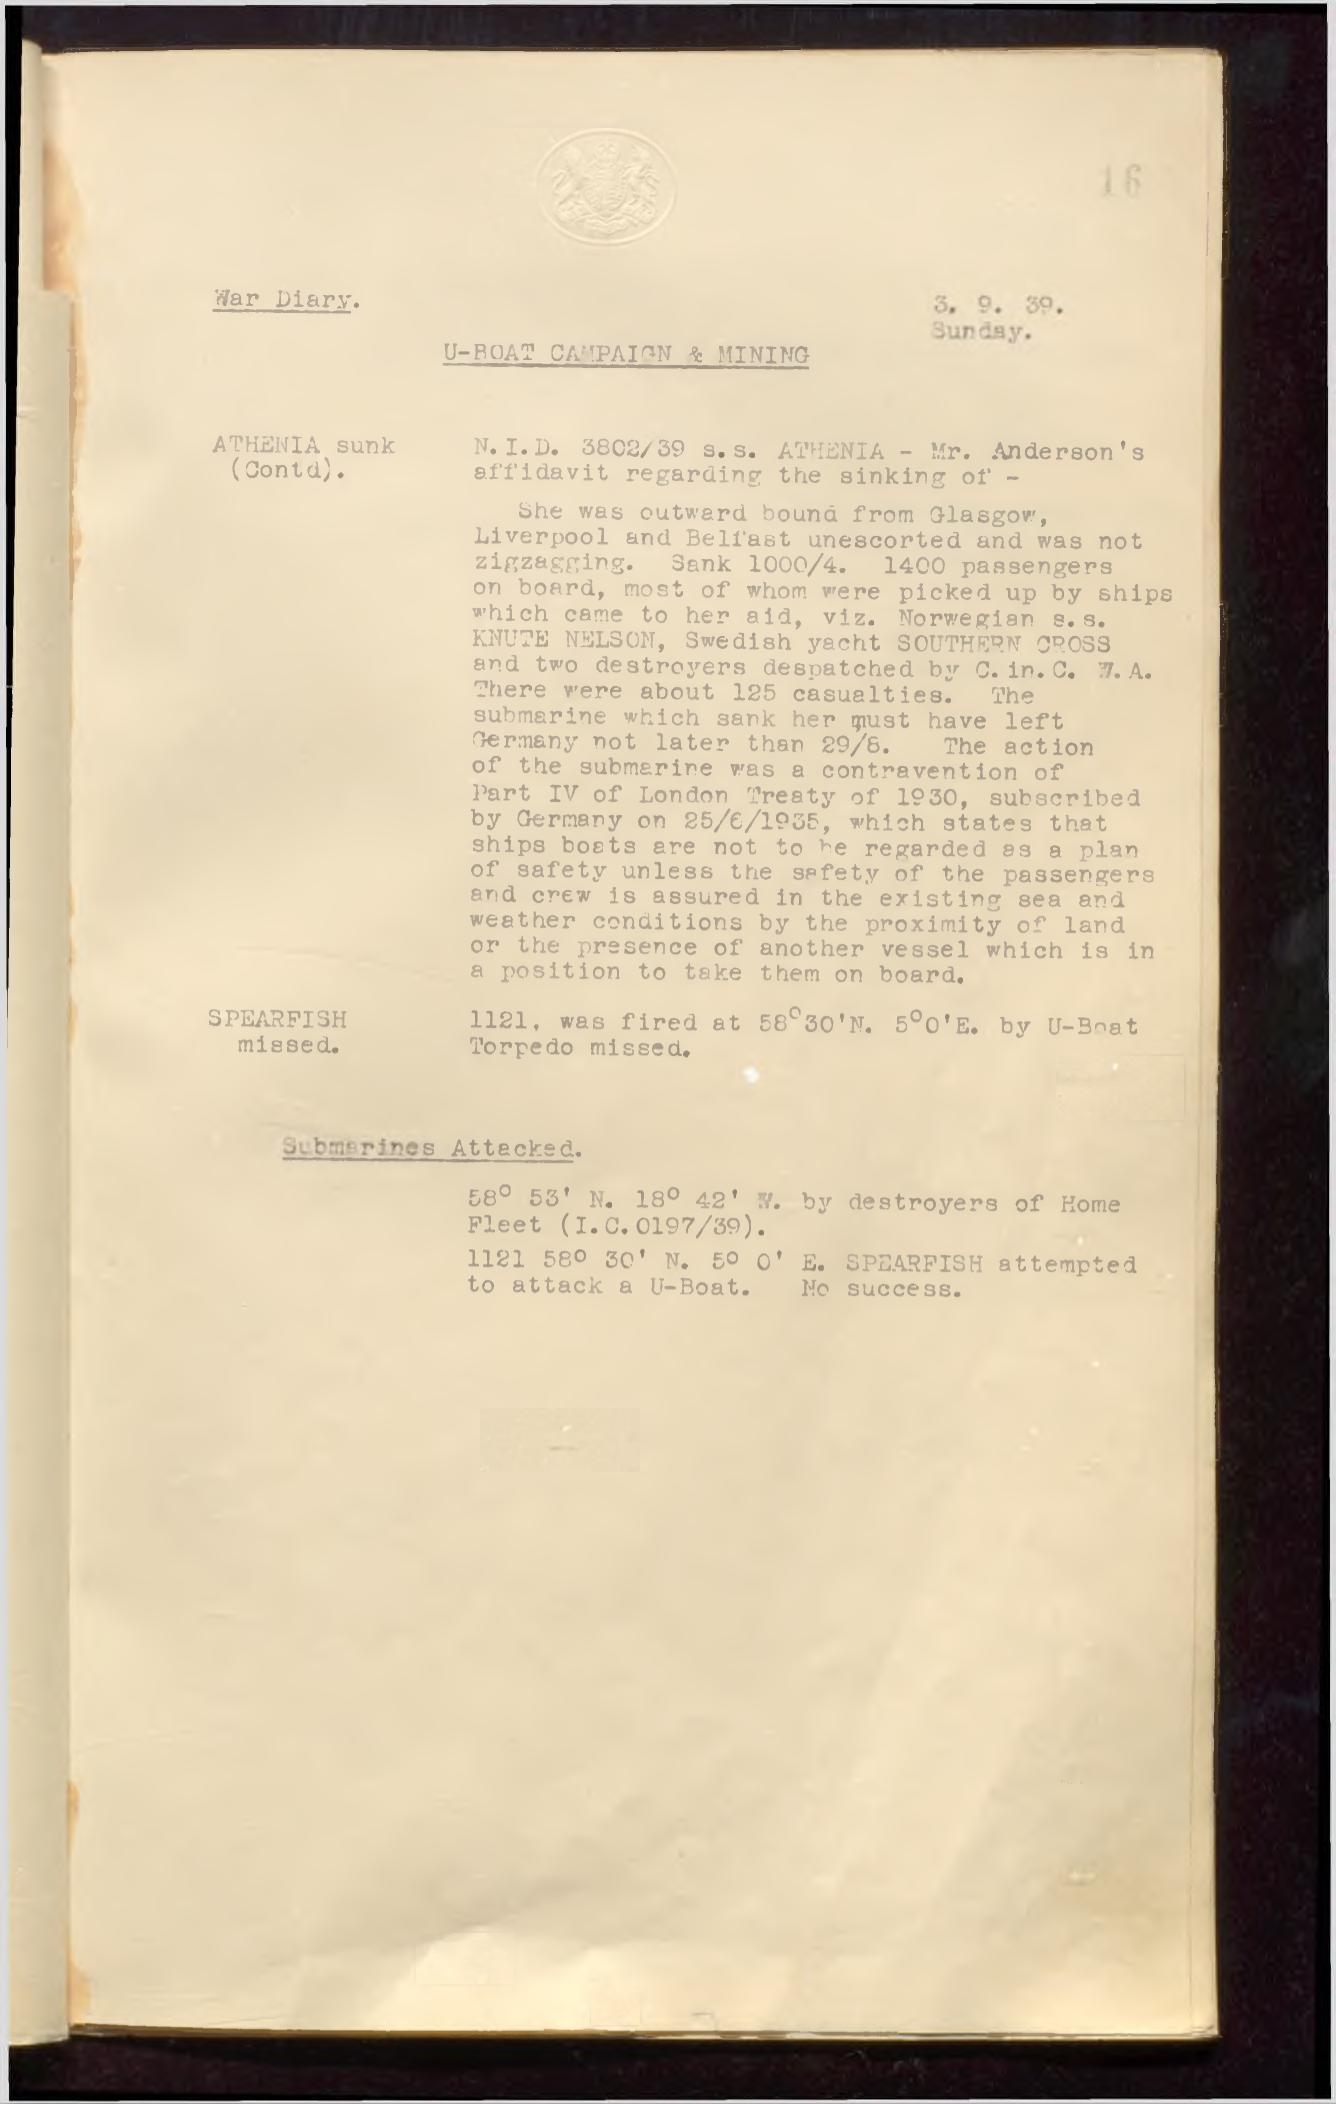 16
War Diary.
3. 9. 39.
Sunday.
U-BOAT CAMPAIGN & MINING
ATHENIA sunk
(Contd).
N.I.D. 3802/39 s.s. ATHENIA - Mr. Anderson's
affidavit regarding the sinking of -
She was outward bound from Glasgow,
Liverpool and Belfast unescorted and was not
zigzagging. Sank 1000/4. 1400 passengers
on board, most of whom were picked up by ships
which came to her aid, viz. Norwegian s.s.
KNUTE NELSON, Swedish yacht SOUTHERN CROSS
and two destroyers despatched by C.in.C. W.A.
There were about 125 casualties. The
submarine which sank her must have left
Germany not later than 29/8. The action
of the submarine was a contravention of
Part IV of London Treaty of 1930, subscribed
by Germany on 25/6/1935, which states that
ships boats are not to be regarded as a plan
of safety unless the safety of the passengers
and crew is assured in the existing sea and
weather conditions by the proximity of land
or the presence of another vessel which is in
a position to take them on board.
SPEARFISH
missed.
1121, was fired at 58°30'N. 5°0'E. by U-Boat
Torpedo missed.
Submarines Attacked.
58° 53' N. 18° 42' W. by destroyers of Home
Fleet (I.C.0197/39).
1121 58° 30' N. 5° 0' E. SPEARFISH attempted
to attack a U-Boat. No success.